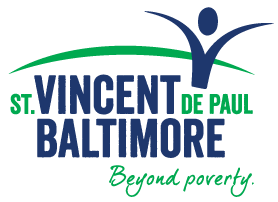 ST. VINCENT DE PAUL
BALTIMORE
Beyond poverty.